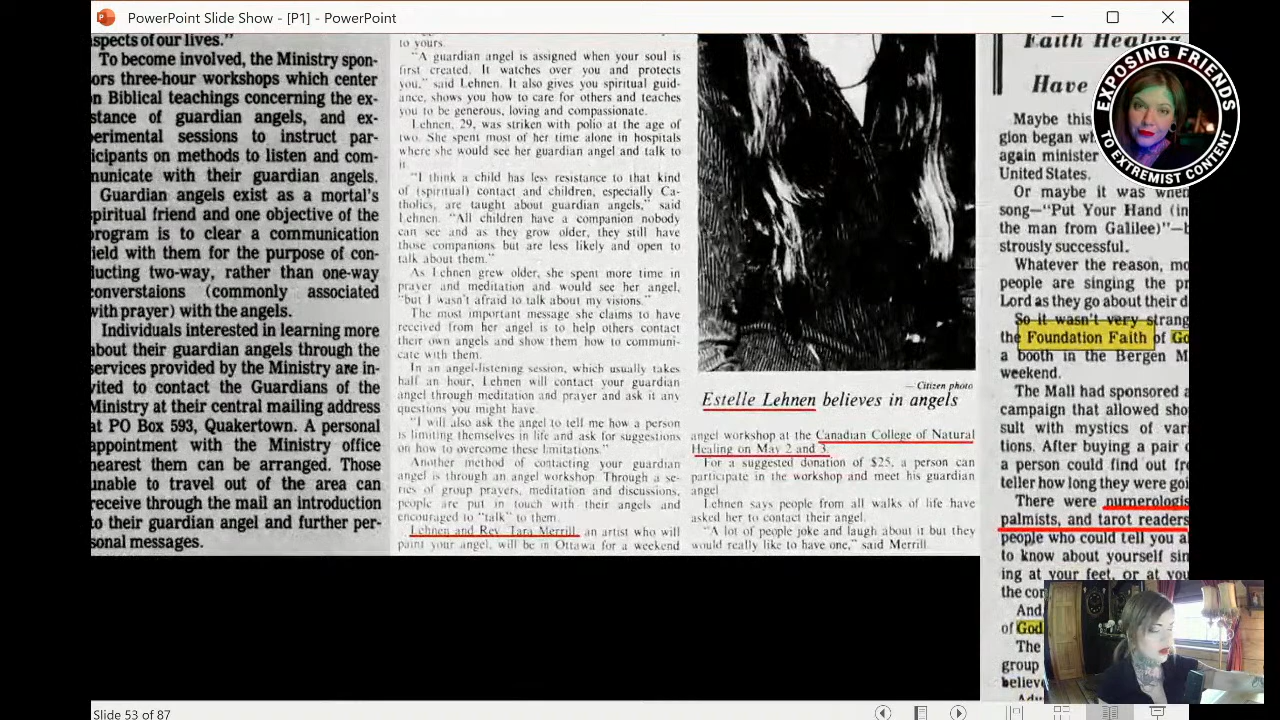 PowerPoint Slide Show - [P1] - PowerPoint
spects of our lives."
To become involved, the Ministry spon-
ors three-hour workshops which center
n Biblical teachings concerning the ex-
stance of guardian angels, and ex-
perimental sessions to instruct par-
icipants on methods to listen and com-
municate with their guardian angels.
Guardian angels exist as a mortal's
piritual friend and one objective of the
program is to clear a communication
ield with them for the purpose of con-
ducting two-way, rather than one-way
converstaions (commonly associated
with prayer) with the angels.
Individuals interested in learning more
about their guardian angels through the
services provided by the Ministry are in-
vited to contact the Guardians of the
Ministry at their central mailing address
at PO Box 593, Quakertown. A personal
appointment with the Ministry office
nearest them can be arranged. Those
unable to travel out of the area can
receive through the mail an introduction
to their guardian angel and further per-
sonal messages.
to yours.
"A guardian angel is assigned when your soul is
first created. It watches over you and protects
you," said Lehnen. It also gives you spiritual guid-
ance, shows you how to care for others and teaches
you to be generous, loving and compassionate.
Lehnen, 29, was striken with polio at the age of
two. She spent most of her time alone in hospitals
where she would see her guardian angel and talk to
it.
"I think a child has less resistance to that kind
of (spiritual) contact and children, especially Ca-
tholics, are taught about guardian angels," said
Lehnen. "All children have a companion nobody
can see and as they grow older, they still have
those companions but are less likely and open to
talk about them."
As Lehnen grew older, she spent more time in
prayer and meditation and would see her angel,
"but I wasn't afraid to talk about my visions."
The most important message she claims to have
received from her angel is to help others contact
their own angels and show them how to communi-
cate with them.
In an angel-listening session, which usually takes
half an hour, Lehnen will contact your guardian
angel through meditation and prayer and ask it any
questions you might have.
"I will also ask the angel to tell me how a person
is limiting themselves in life and ask for suggestions
on how to overcome these limitations."
Another method of contacting your guardian
angel is through an angel workshop. Through a se-
ries of group prayers, meditation and discussions,
people are put in touch with their angels and
encouraged to "talk" to them.
Lehnen and Rev. Tara Merrill, an artist who will
paint your angel, will be in Ottawa for a weekend
— Citizen photo
Estelle Lehnen believes in angels
angel workshop at the Canadian College of Natural
Healing on May 2 and 3.
For a suggested donation of $25, a person can
participate in the workshop and meet his guardian
angel.
Lehnen says people from all walks of life have
asked her to contact their angel.
"A lot of people joke and laugh about it but they
would really like to have one," said Merrill.
Faith Healing
Have
Maybe this
gion began wh
again minister
United States.
Or maybe it was when
song—"Put Your Hand (in
the man from Galilee)"—b
strously successful.
Whatever the reason, mo
people are singing the pr
Lord as they go about their d
So it wasn't very strang
the Foundation Faith of Go
a booth in the Bergen M
weekend.
The Mall had sponsored a
campaign that allowed sho
sult with mystics of var
tions. After buying a pair o
a person could find out fr
teller how long they were goi
There were numerologis
palmists, and tarot readers
people who could tell you a
to know about yourself sin
ing at your feet, or at you
the con
And,
of God
The
group
believe
EXPOSING FRIENDS
TO EXTREMIST CONTENT
Slide 53 of 87